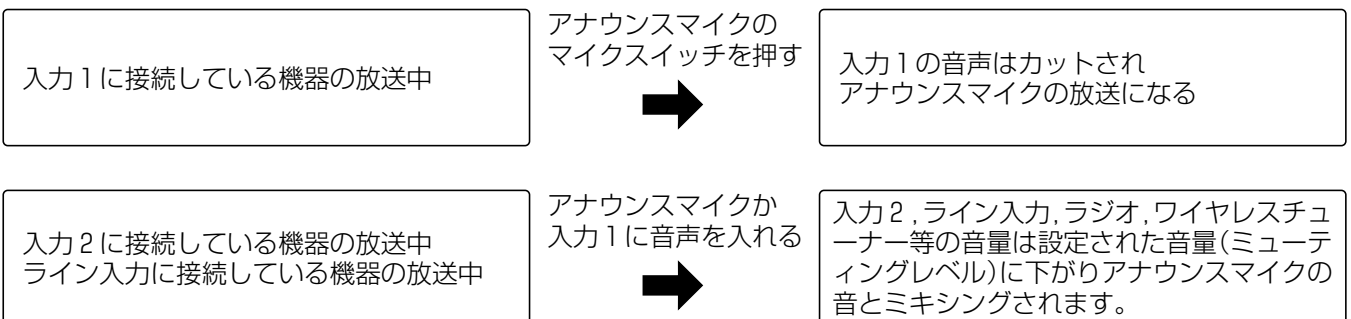 入力１に接続している機器の放送中
アナウンスマイクの
マイクスイッチを押す
入力１の音声はカットされ
アナウンスマイクの放送になる
入力２に接続している機器の放送中
ライン入力に接続している機器の放送中
アナウンスマイクか
入力１に音声を入れる
入力２,ライン入力,ラジオ,ワイヤレスチュ
ーナー等の音量は設定された音量(ミューテ
ィングレベル)に下がりアナウンスマイクの
音とミキシングされます。